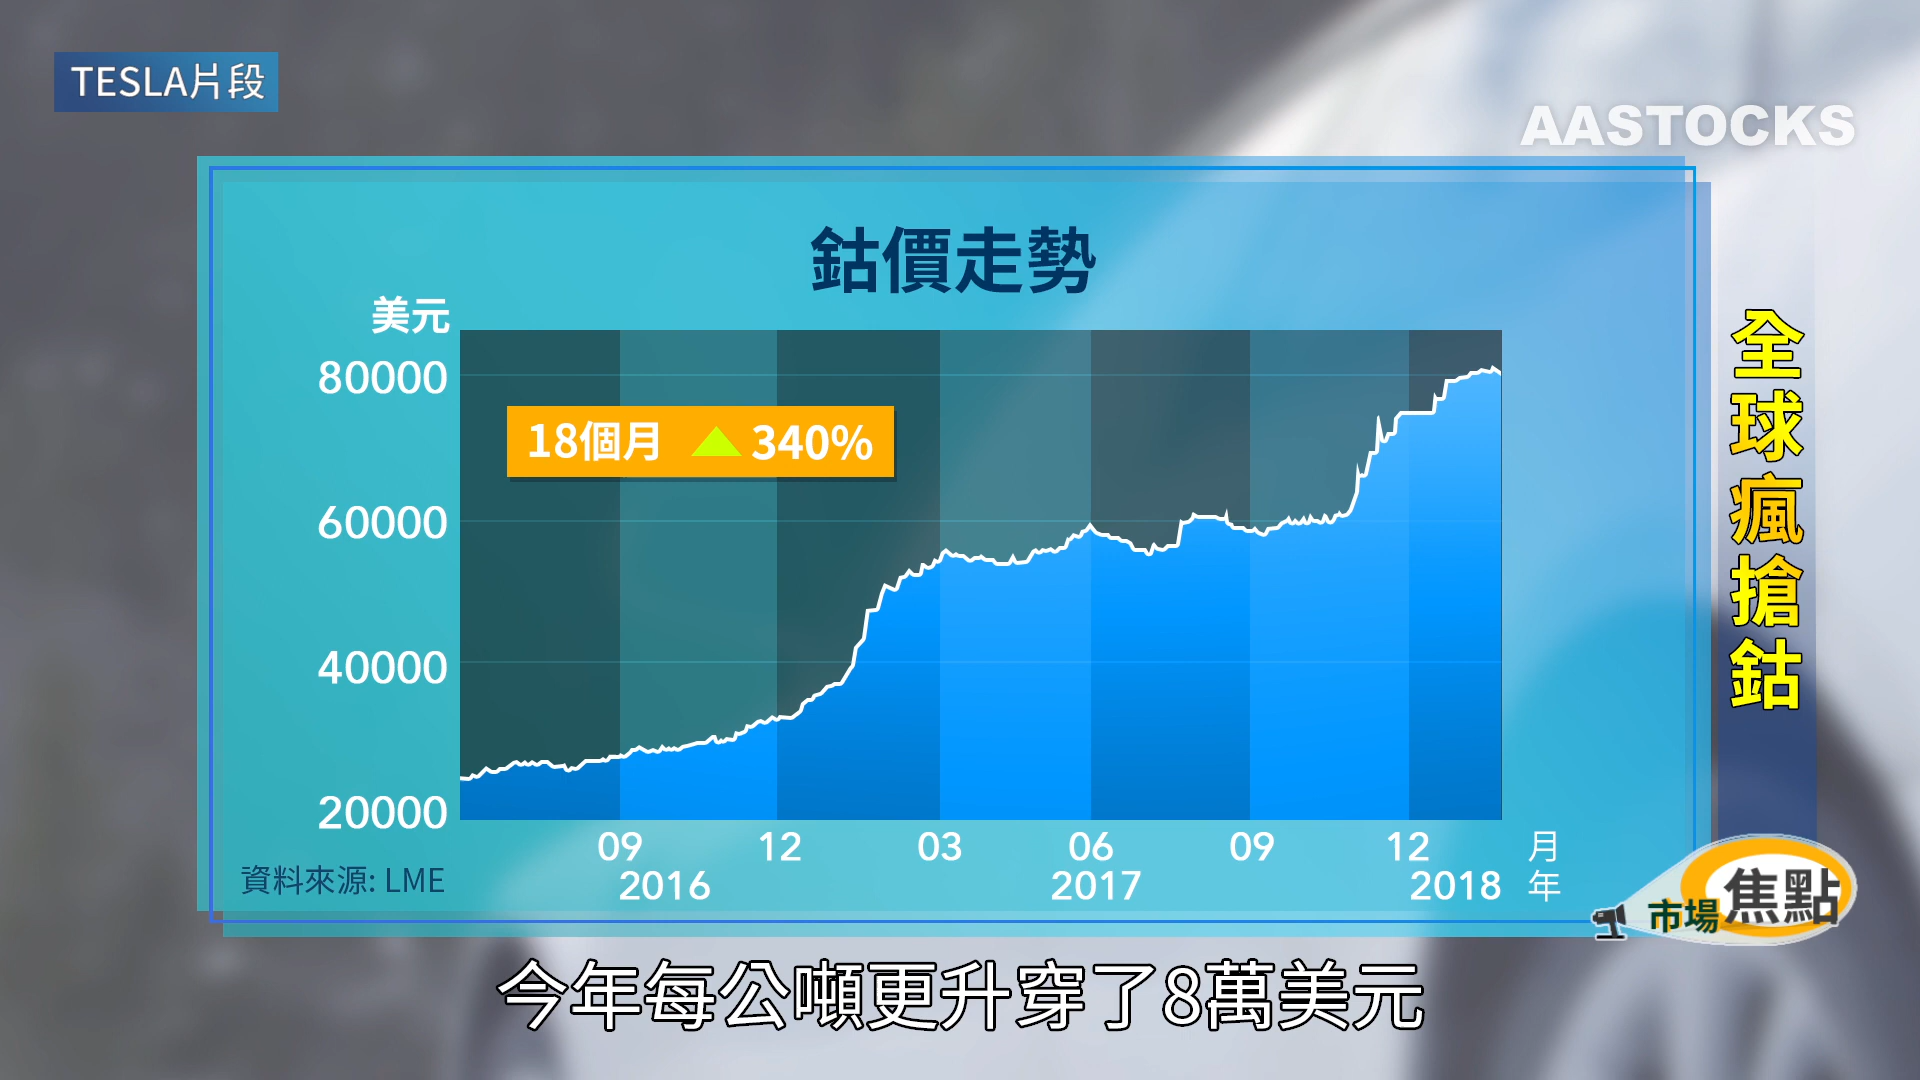 TESLA片段
AASTOCKS
鈷價走勢
美元
80000
60000
40000
20000
18個月 340%
09 12 03 06 09 12 月
2016 2017 2018 年
資料來源: LME
全球瘋搶鈷
市場焦點
今年每公噸更升穿了8萬美元